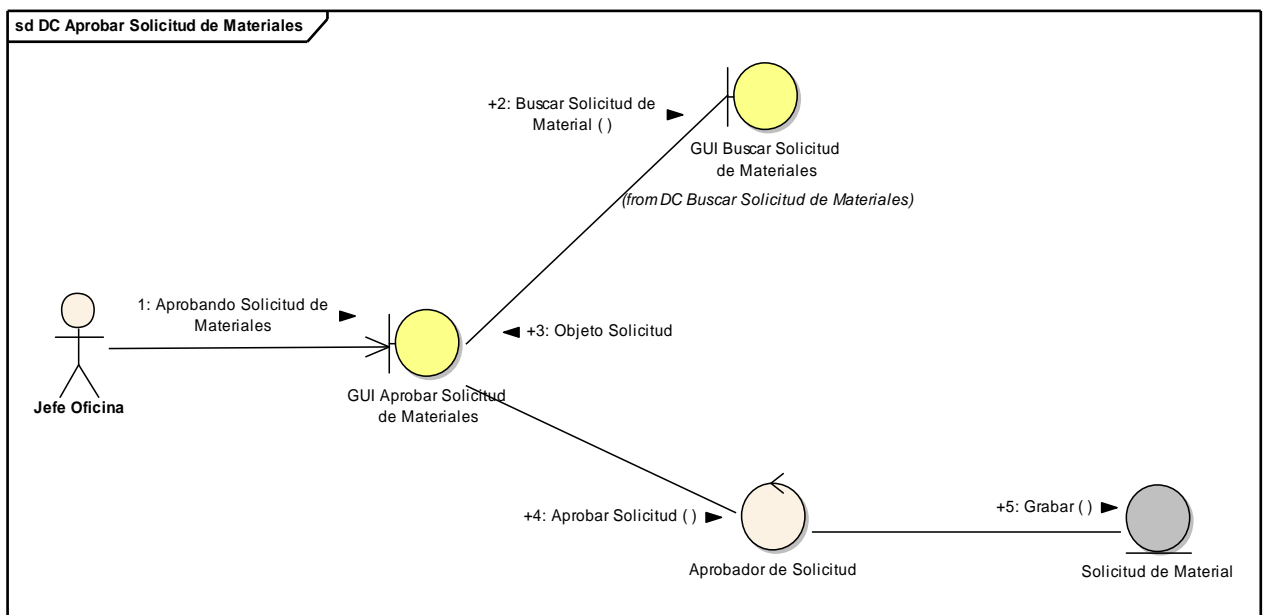 sd DC Aprobar Solicitud de Materiales
+2: Buscar Solicitud de
Material ( )
GUI Buscar Solicitud
de Materiales
(from DC Buscar Solicitud de Materiales)
1: Aprobando Solicitud de
Materiales
+3: Objeto Solicitud
GUI Aprobar Solicitud
de Materiales
Jefe Oficina
+4: Aprobar Solicitud ( )
+5: Grabar ( )
Aprobador de Solicitud
Solicitud de Material